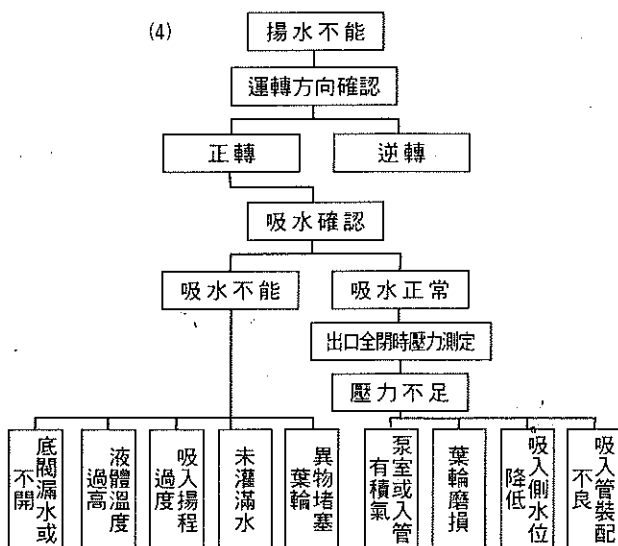 (4)
揚水不能
運轉方向確認
正轉
逆轉
吸水確認
吸水不能
吸水正常
出口全閉時壓力測定
壓力不足
底閥漏水或
不開
液體溫度
過高
吸入揚程
過度
未灌滿水
異物堵塞
葉輪
泵室或入管
有積氣
葉輪磨損
吸入側水位
降低
吸入管裝配
不良